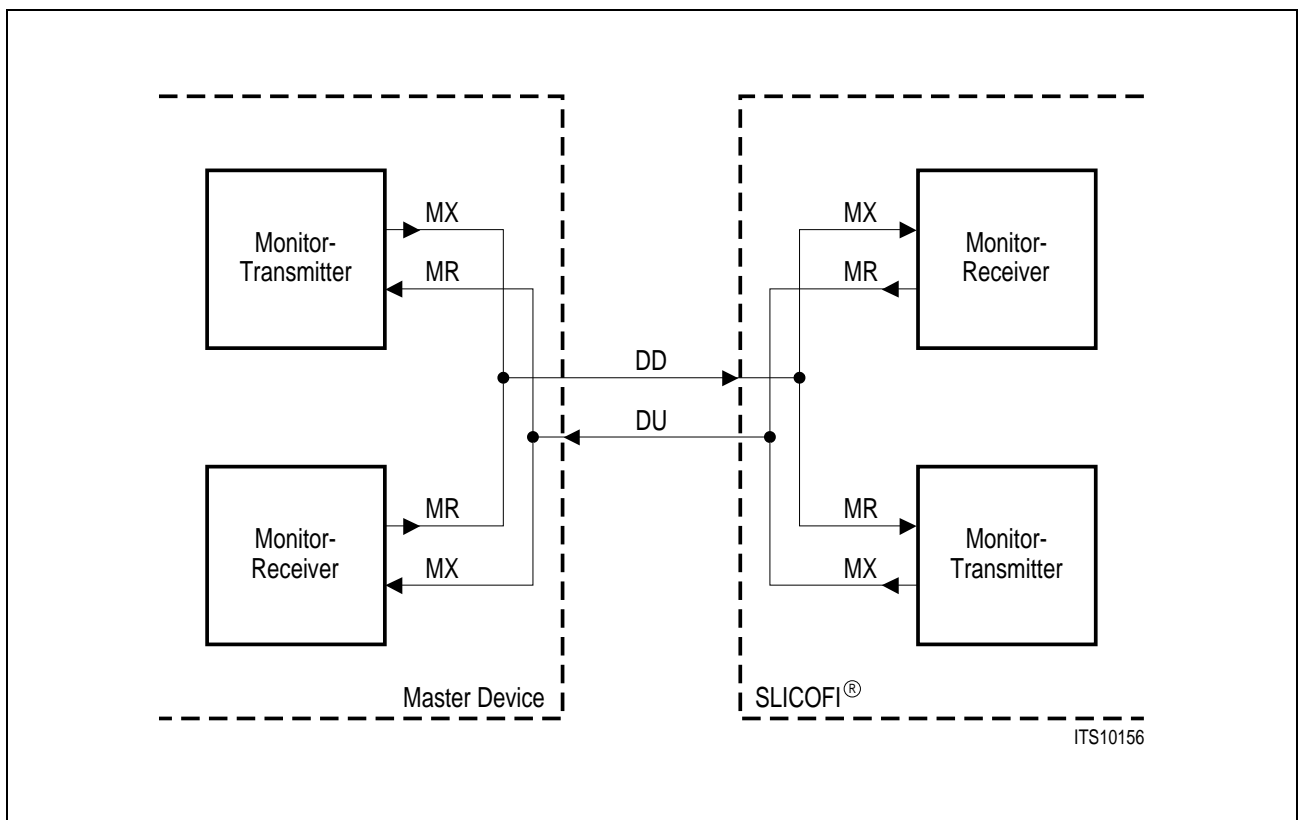 Monitor-
Transmitter
MX
MR
MX
MR
Monitor-
Receiver
DD
DU
Monitor-
Receiver
MR
MX
MR
MX
Monitor-
Transmitter
Master Device
SLICOFI®
ITS10156